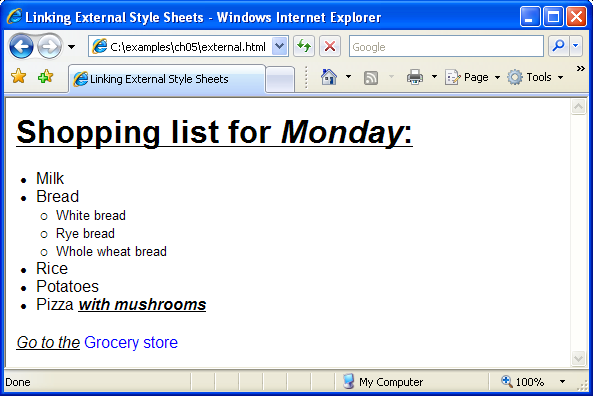 Linking External Style Sheets - Windows Internet Explorer
C:\examples\ch05\external.html
Google
Linking External Style Sheets
Page
Tools
»
Shopping list for Monday:
Milk
Bread
White bread
Rye bread
Whole wheat bread
Rice
Potatoes
Pizza with mushrooms
Go to the Grocery store
Done
My Computer
100%